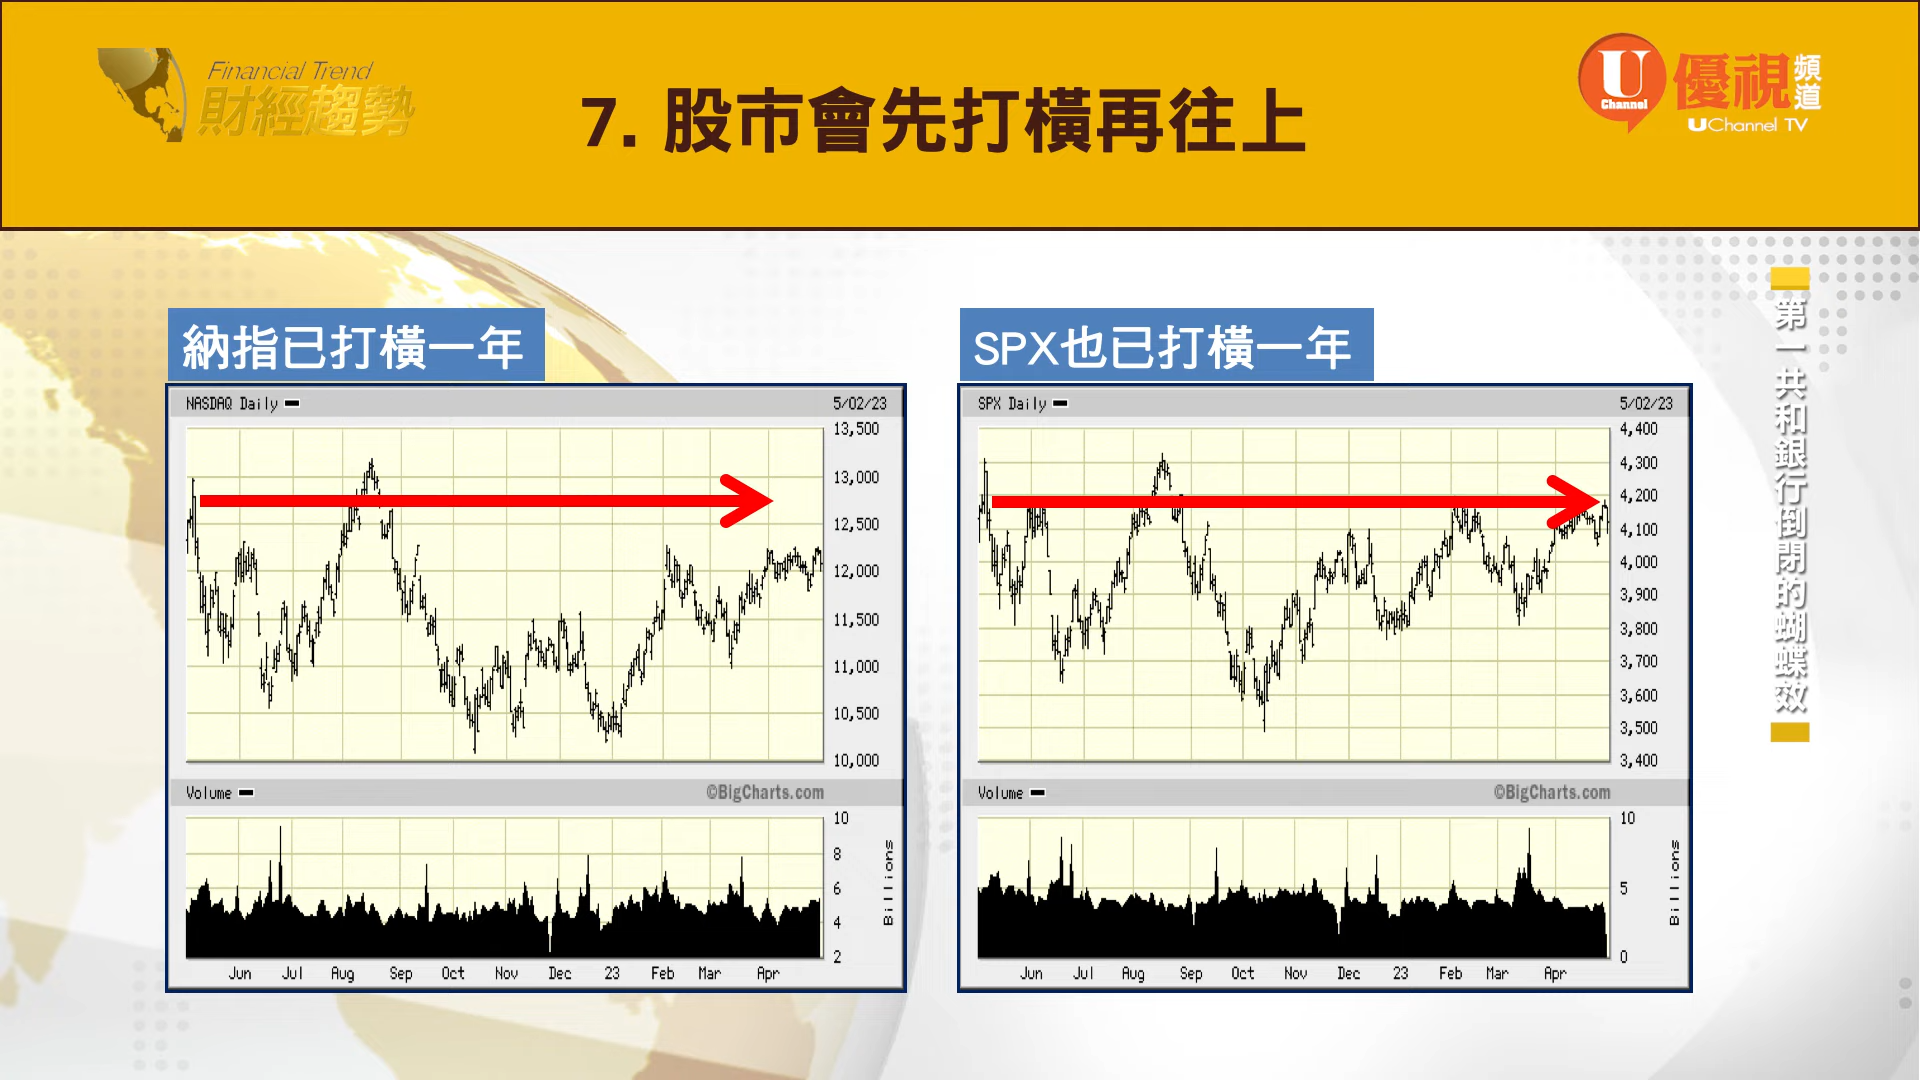 Financial Trend
財經趨勢
7. 股市會先打橫再往上
U
Channel
優視
頻道
UChannel TV
納指已打橫一年
NASDAQ Daily
5/02/23
13,500
13,000
12,500
12,000
11,500
11,000
10,500
10,000
Volume
©BigCharts.com
10
8
6
4
2
Billions
Jun Jul Aug Sep Oct Nov Dec 23 Feb Mar Apr
SPX也已打橫一年
SPX Daily
5/02/23
4,400
4,300
4,200
4,100
4,000
3,900
3,800
3,700
3,600
3,500
3,400
Volume
©BigCharts.com
10
5
0
Billions
Jun Jul Aug Sep Oct Nov Dec 23 Feb Mar Apr
第一共和銀行倒閉的蝴蝶效